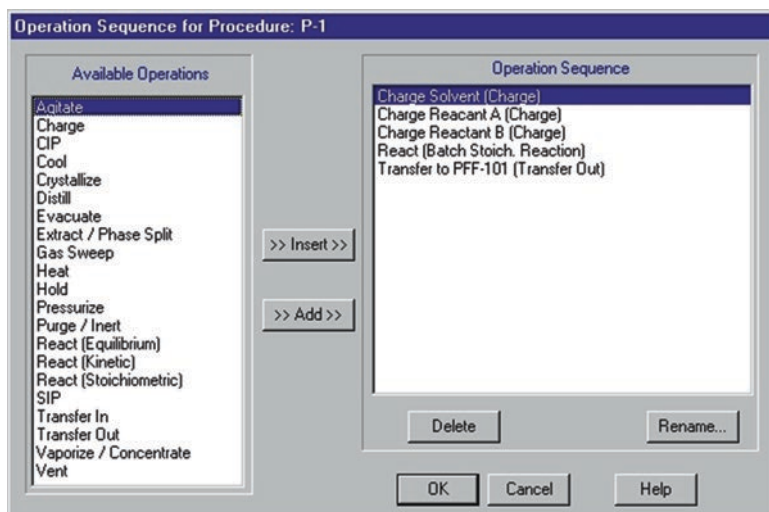 Operation Sequence for Procedure: P-1
Available Operations
Agitate
Charge
CIP
Cool
Crystallize
Distill
Evacuate
Extract / Phase Split
Gas Sweep
Heat
Hold
Pressurize
Purge / Inert
React (Equilibrium)
React (Kinetic)
React (Stoichiometric)
SIP
Transfer In
Transfer Out
Vaporize / Concentrate
Vent
>> Insert >>
>> Add >>
Operation Sequence
Charge Solvent (Charge)
Charge Reacant A (Charge)
Charge Reactant B (Charge)
React (Batch Stoich. Reaction)
Transfer to PFF-101 (Transfer Out)
Delete
Rename...
OK
Cancel
Help